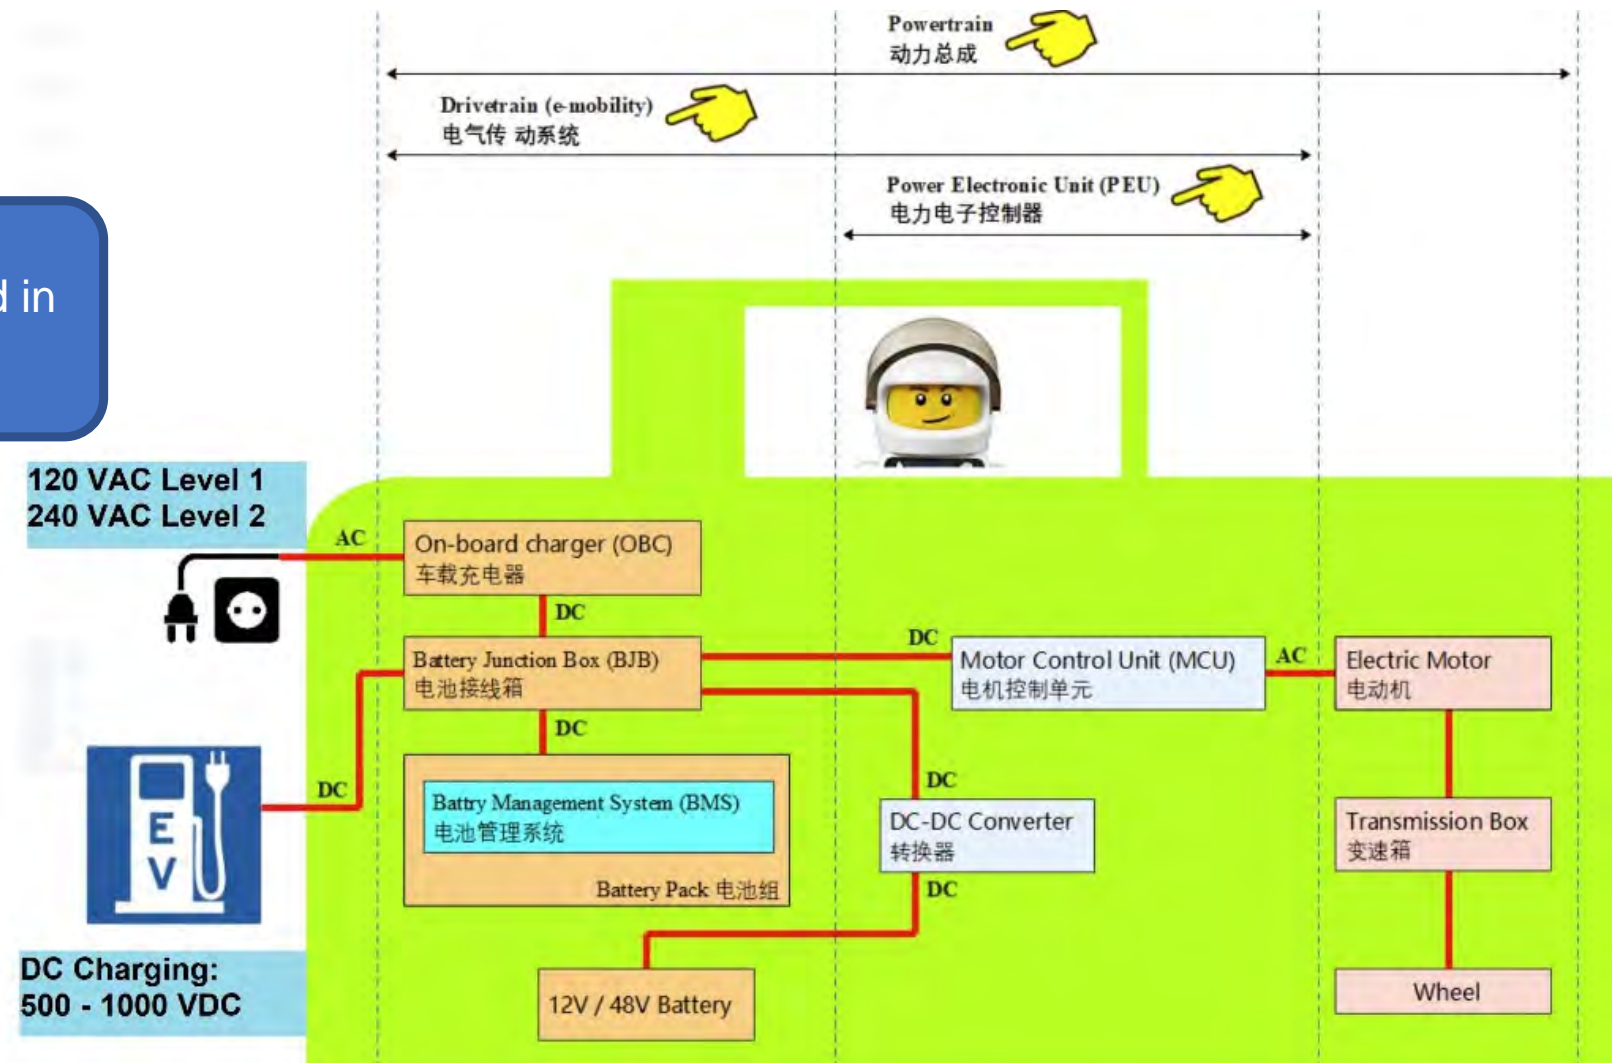 Powertrain
动力总成
Drivetrain (e-mobility)
电气传 动系统
Power Electronic Unit (PEU)
电力电子控制器
in
120 VAC Level 1
240 VAC Level 2
AC
On-board charger (OBC)
车载充电器
DC
Battery Junction Box (BJB)
电池接线箱
DC
Motor Control Unit (MCU)
电机控制单元
AC
Electric Motor
电动机
DC
DC
E
V
Battry Management System (BMS)
电池管理系统
Battery Pack 电池组
DC
DC-DC Converter
转换器
DC
Transmission Box
变速箱
DC Charging:
500 - 1000 VDC
12V / 48V Battery
Wheel